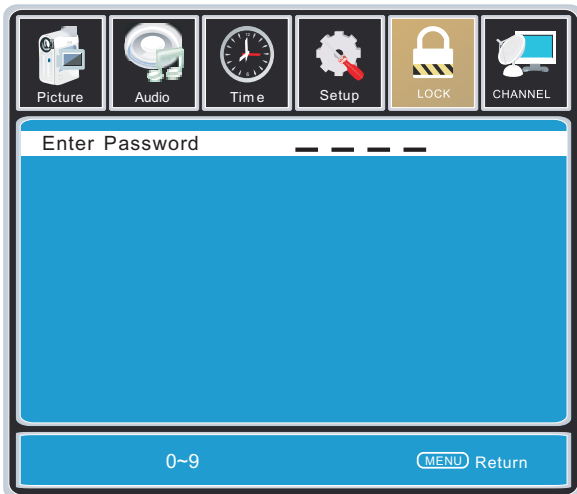 Picture Audio Time Setup LOCK CHANNEL
Enter Password _ _ _ _
0~9 MENU Return